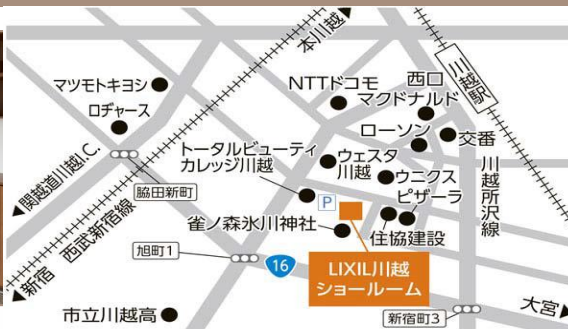 本川越
マツモトキヨシ
ロヂャース
NTTドコモ
西口
マクドナルド
川越駅
ローソン
交番
トータルビューティ
カレッジ川越
ウェスタ
川越
ウニクス
ピザーラ
川越所沢線
◀関越道川越I.C.
脇田新町
P
雀ノ森氷川神社
住協建設
西武新宿線
◀新宿
旭町1
16
LIXIL川越
ショールーム
市立川越高
新宿町3
大宮▶